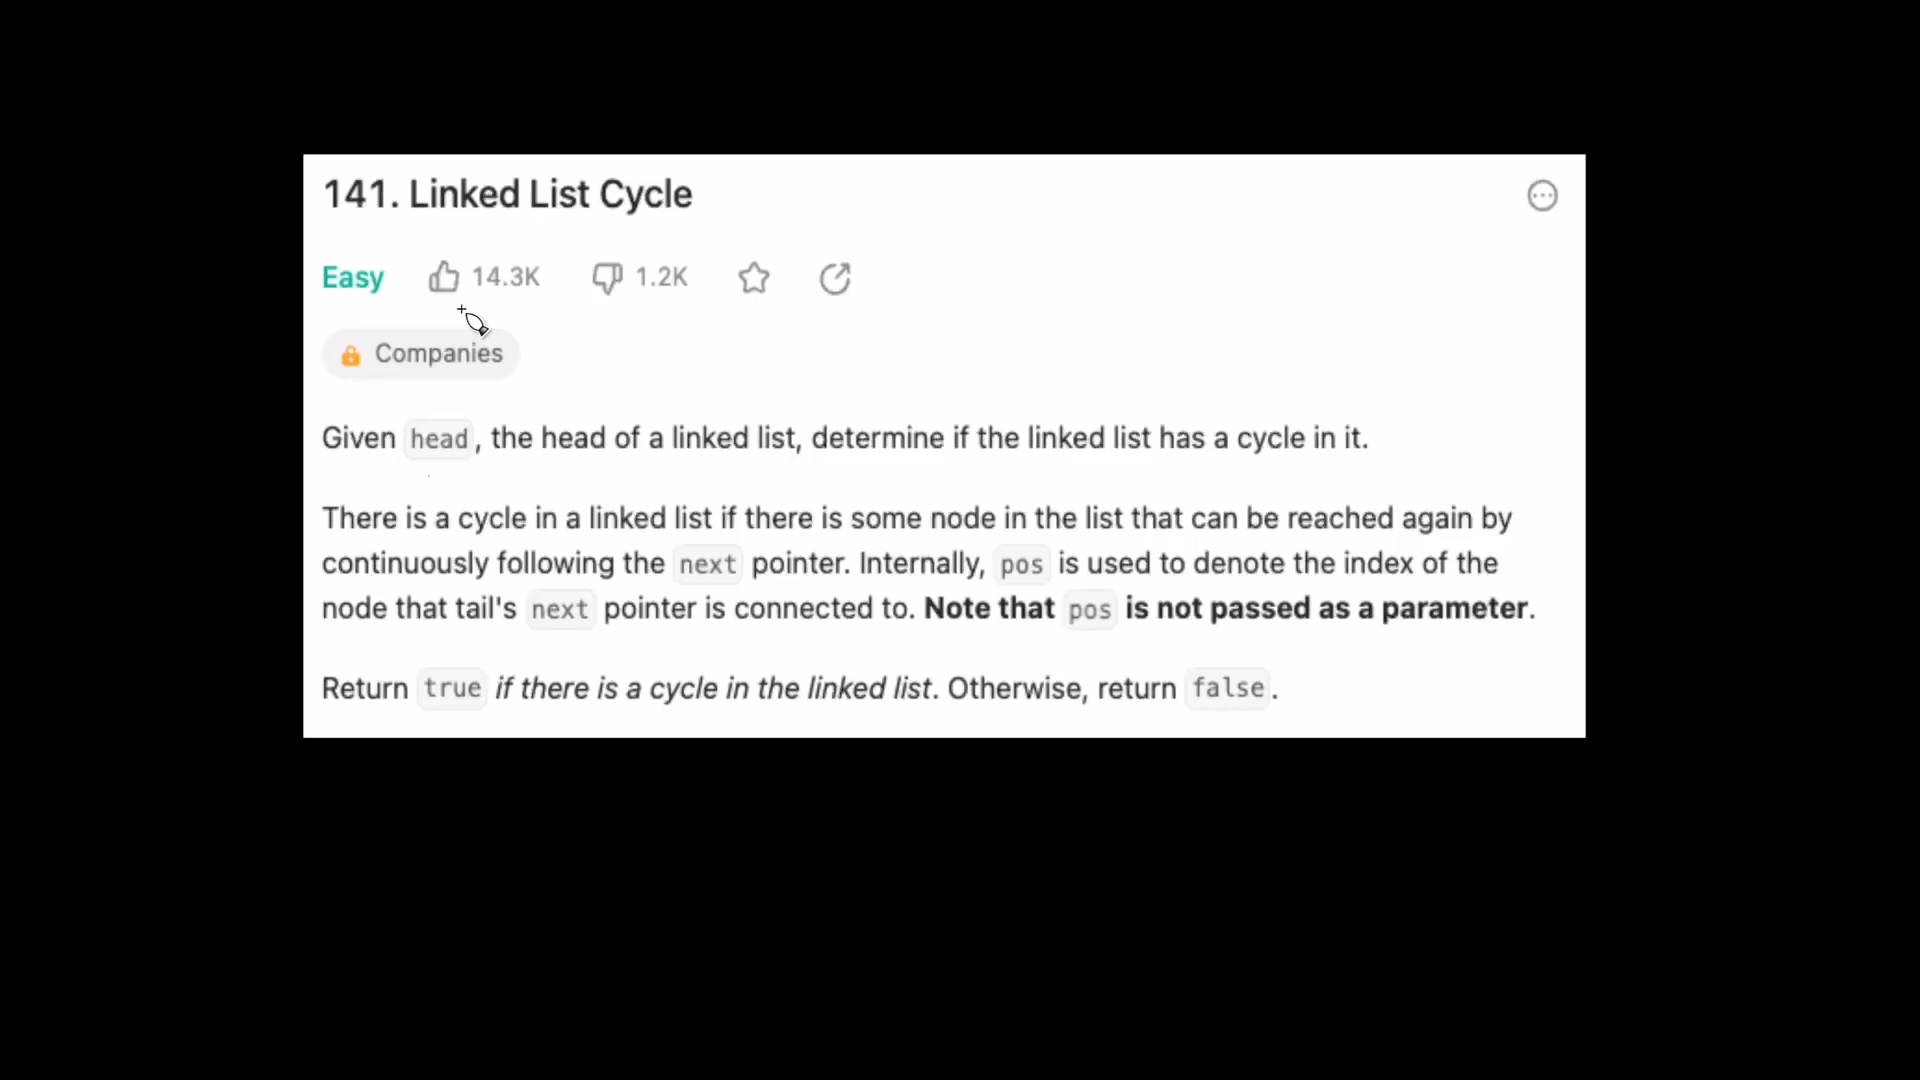 141. Linked List Cycle
Easy 14.3K 1.2K
Companies
Given head, the head of a linked list, determine if the linked list has a cycle in it.
There is a cycle in a linked list if there is some node in the list that can be reached again by
continuously following the next pointer. Internally, pos is used to denote the index of the
node that tail's next pointer is connected to. Note that pos is not passed as a parameter.
Return true if there is a cycle in the linked list. Otherwise, return false.